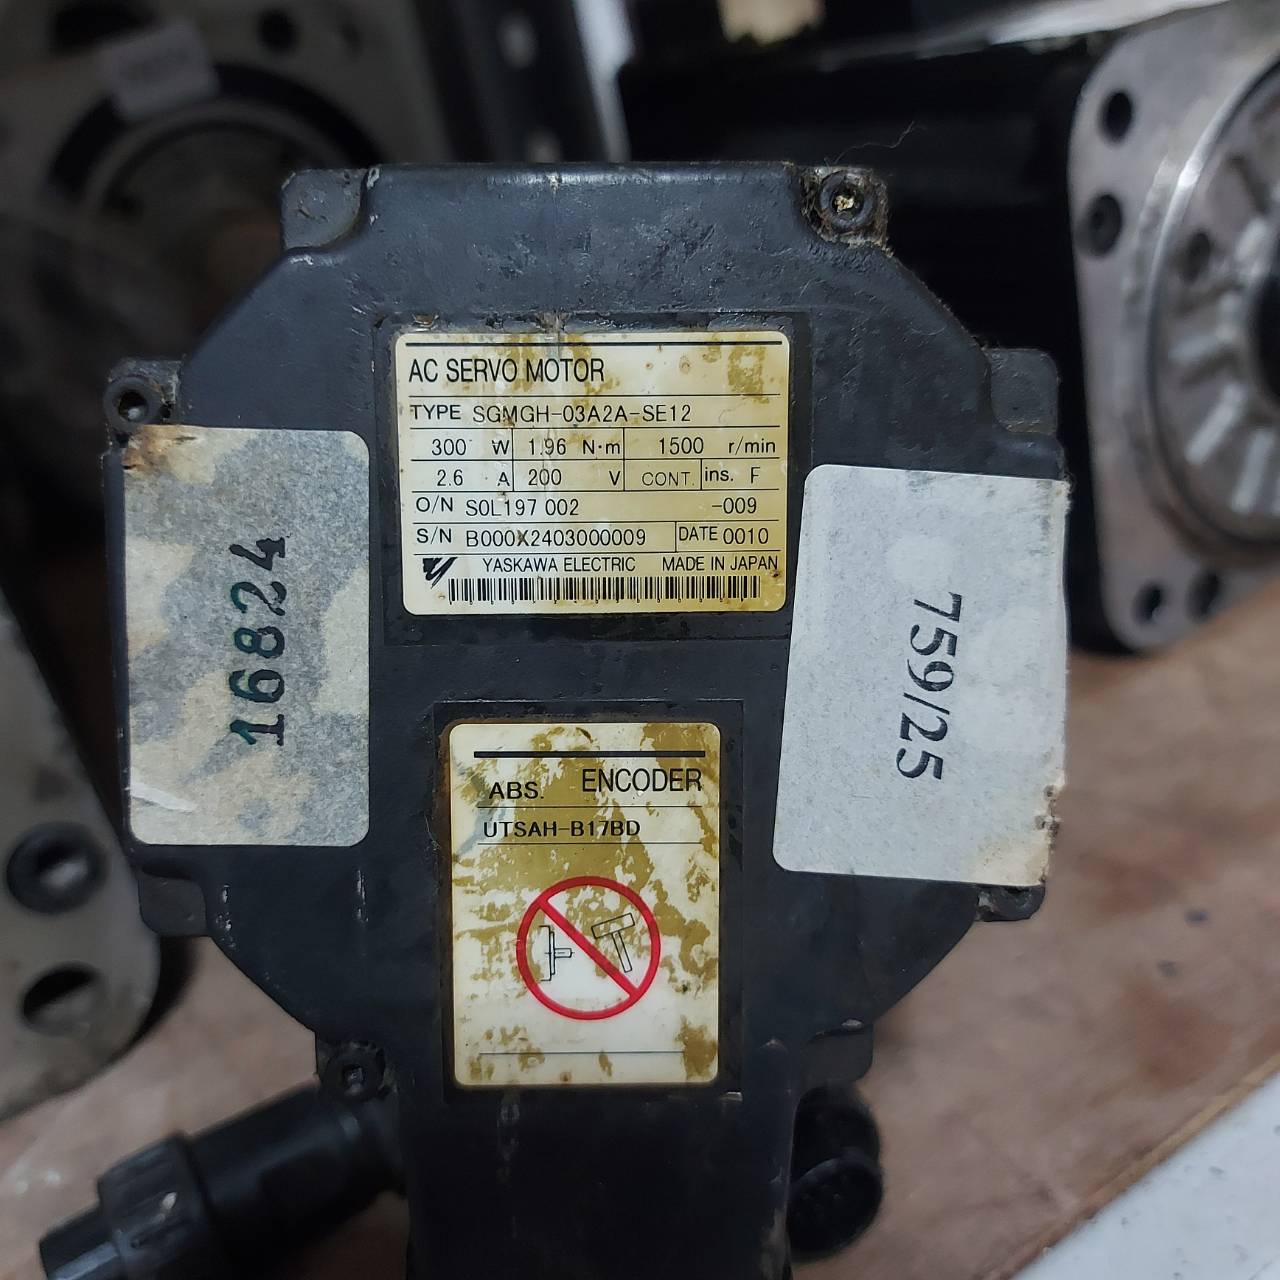 AC SERVO MOTOR
TYPE SGMGH-03A2A-SE12
300 W 1.96 N·m 1500 r/min
2.6 A 200 V CONT. ins. F
O/N S0L197 002 -009
S/N B000X2403000009 DATE 0010
YASKAWA ELECTRIC MADE IN JAPAN
16824
759/25
ABS. ENCODER
UTSAH-B17BD